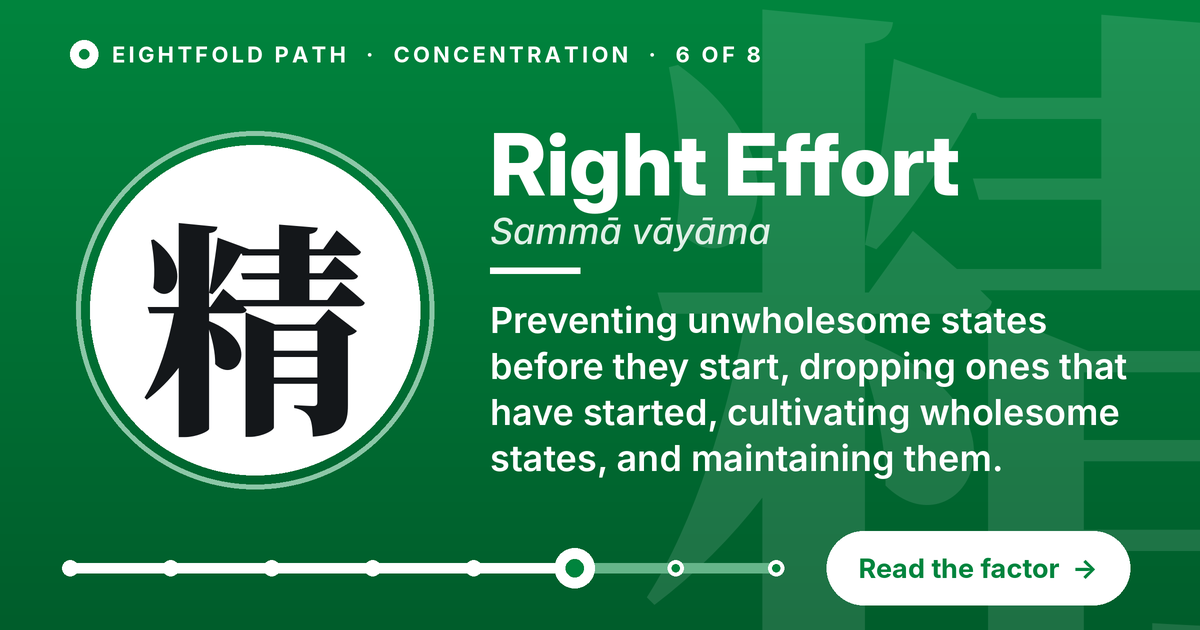 EIGHTFOLD PATH · CONCENTRATION · 6 OF 8
精
Right Effort
Sammā vāyāma
Preventing unwholesome states
before they start, dropping ones that
have started, cultivating wholesome
states, and maintaining them.
Read the factor →